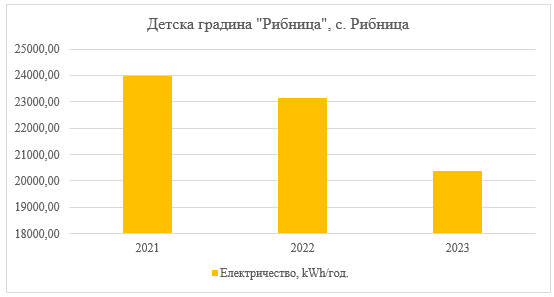 Детска градина "Рибница", с. Рибница
25000,00
24000,00
23000,00
22000,00
21000,00
20000,00
19000,00
18000,00
2021 2022 2023
Електричество, kWh/год.